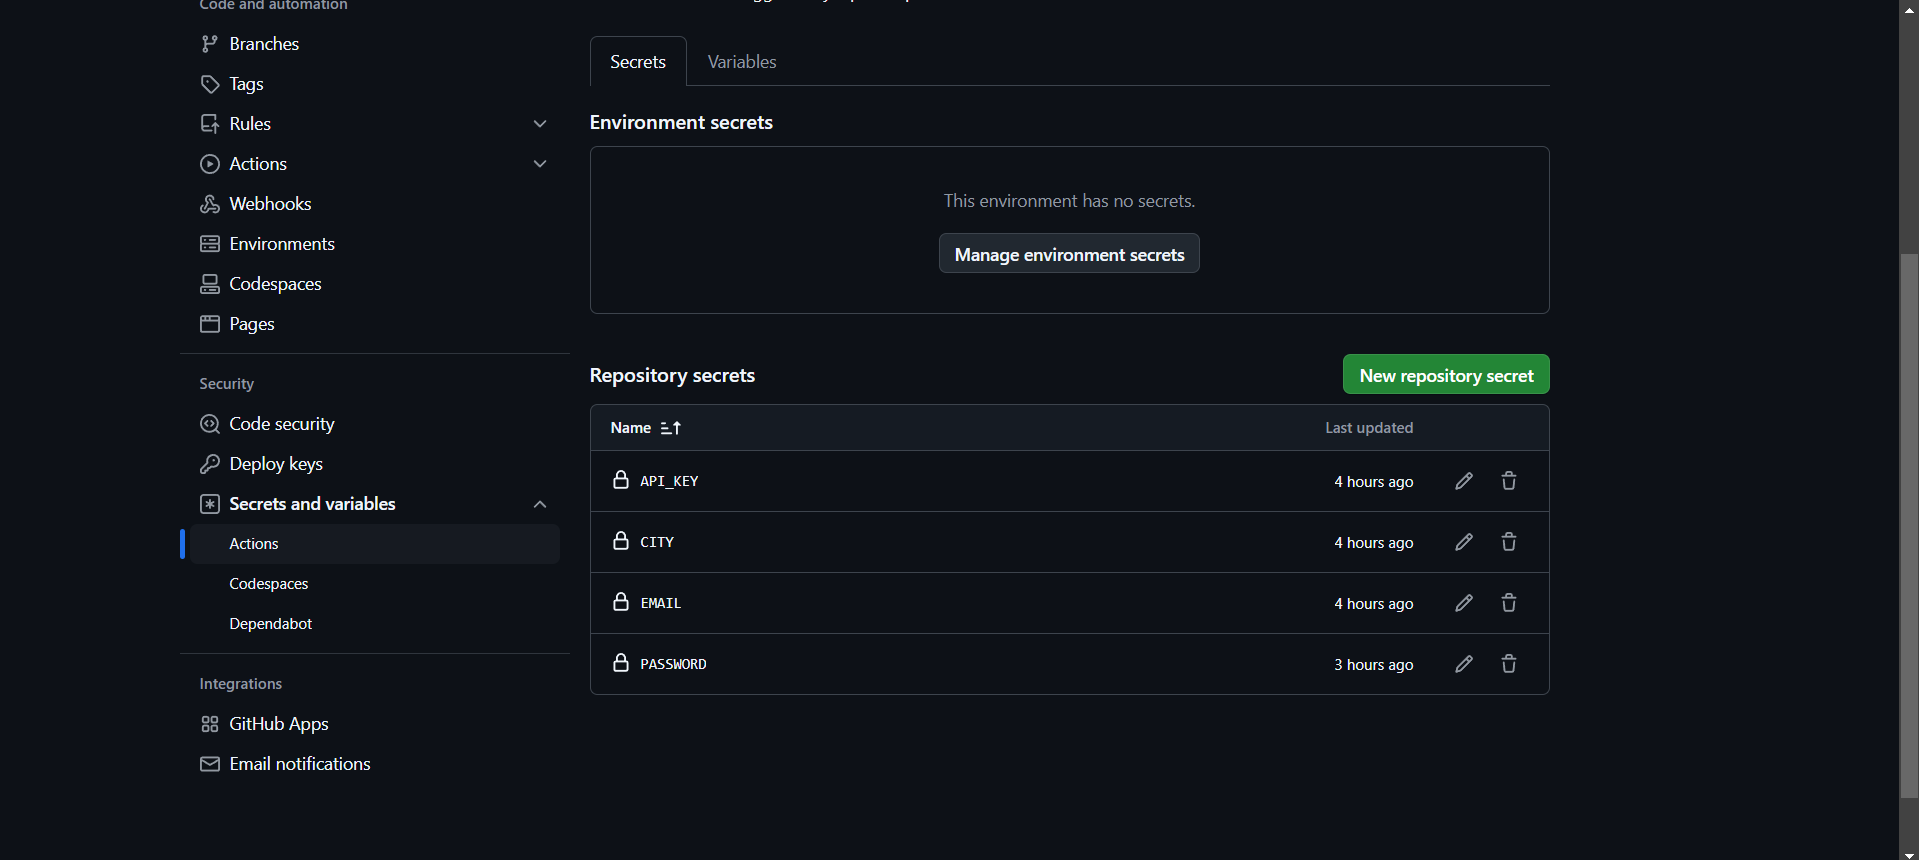 Code and automation
Branches
Tags
Rules
Actions
Webhooks
Environments
Codespaces
Pages
Security
Code security
Deploy keys
Secrets and variables
Actions
Codespaces
Dependabot
Integrations
GitHub Apps
Email notifications
Secrets Variables
Environment secrets
This environment has no secrets.
Manage environment secrets
Repository secrets New repository secret
Name Last updated
API_KEY 4 hours ago
CITY 4 hours ago
EMAIL 4 hours ago
PASSWORD 3 hours ago